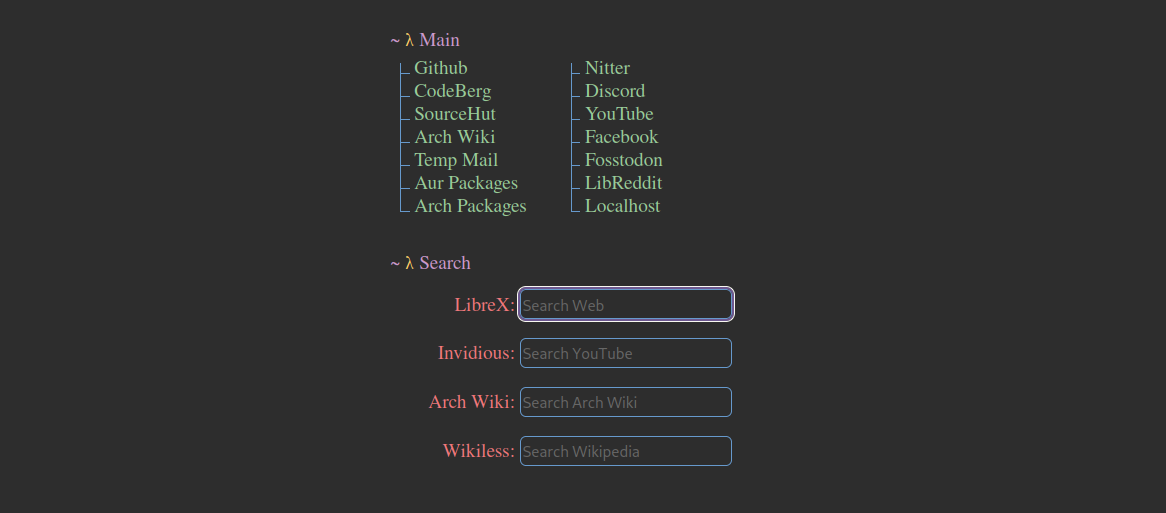 ~ λ Main
Github
CodeBerg
SourceHut
Arch Wiki
Temp Mail
Aur Packages
Arch Packages
Nitter
Discord
YouTube
Facebook
Fosstodon
LibReddit
Localhost
~ λ Search
LibreX: Search Web
Invidious: Search YouTube
Arch Wiki: Search Arch Wiki
Wikiless: Search Wikipedia